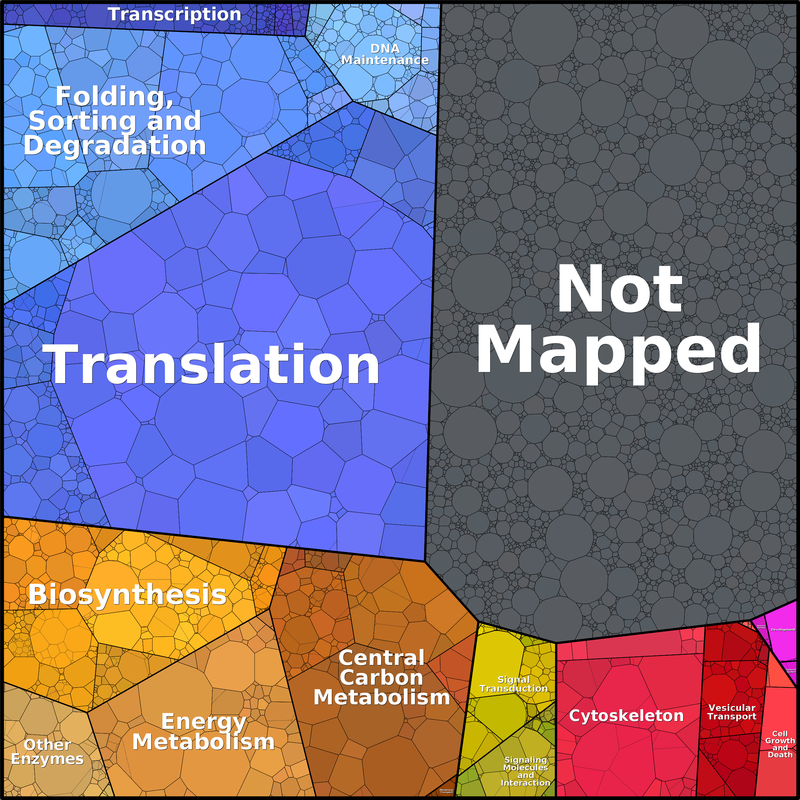 Transcription
DNA
Maintenance
Folding,
Sorting and
Degradation
Translation
Not
Mapped
Biosynthesis
Central
Carbon
Metabolism
Energy
Metabolism
Other
Enzymes
Signal
Transduction
Signaling
Molecules
and
Interaction
Cytoskeleton
Vesicular
Transport
Cell
Growth
and
Death